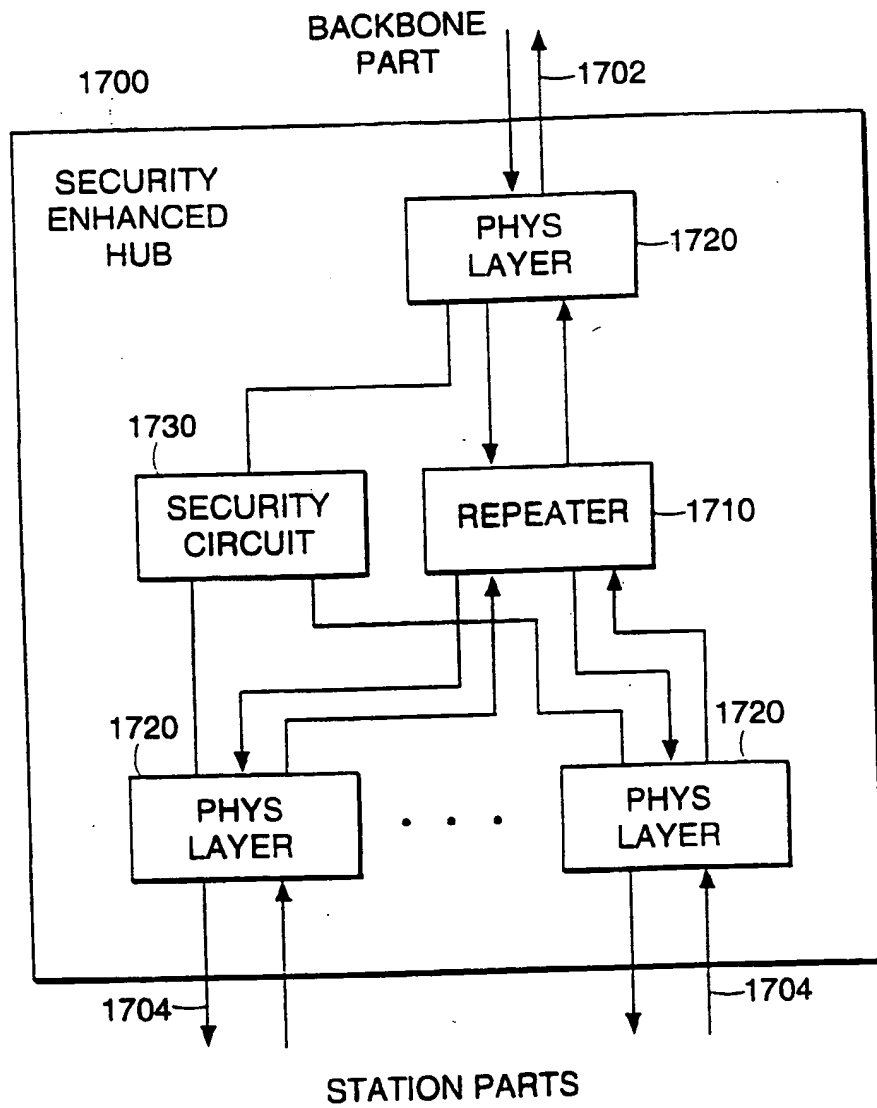 BACKBONE
PART
1702
1700
SECURITY
ENHANCED
HUB
PHYS
LAYER
1720
1730
SECURITY
CIRCUIT
REPEATER
1710
1720
PHYS
LAYER
1720
PHYS
LAYER
1704
1704
STATION PARTS